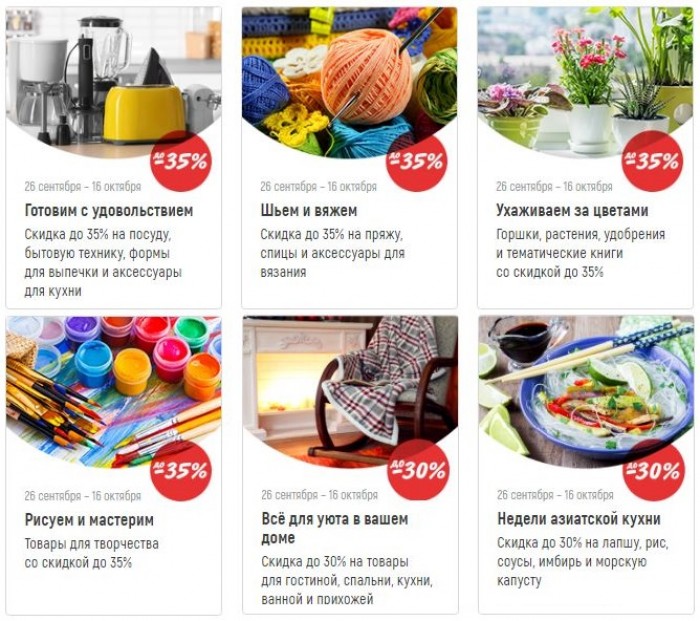 до
-35%
26 сентября – 16 октября
Готовим с удовольствием
Скидка до 35% на посуду,
бытовую технику, формы
для выпечки и аксессуары
для кухни
до
-35%
26 сентября – 16 октября
Шьем и вяжем
Скидка до 35% на пряжу,
спицы и аксессуары для
вязания
до
-35%
26 сентября – 16 октября
Ухаживаем за цветами
Горшки, растения, удобрения
и тематические книги
со скидкой до 35%
до
-35%
26 сентября – 16 октября
Рисуем и мастерим
Товары для творчества
со скидкой до 35%
до
-30%
26 сентября – 16 октября
Всё для уюта в вашем
доме
Скидка до 30% на товары
для гостиной, спальни, кухни,
ванной и прихожей
до
-30%
26 сентября – 16 октября
Недели азиатской кухни
Скидка до 30% на лапшу, рис,
соусы, имбирь и морскую
капусту